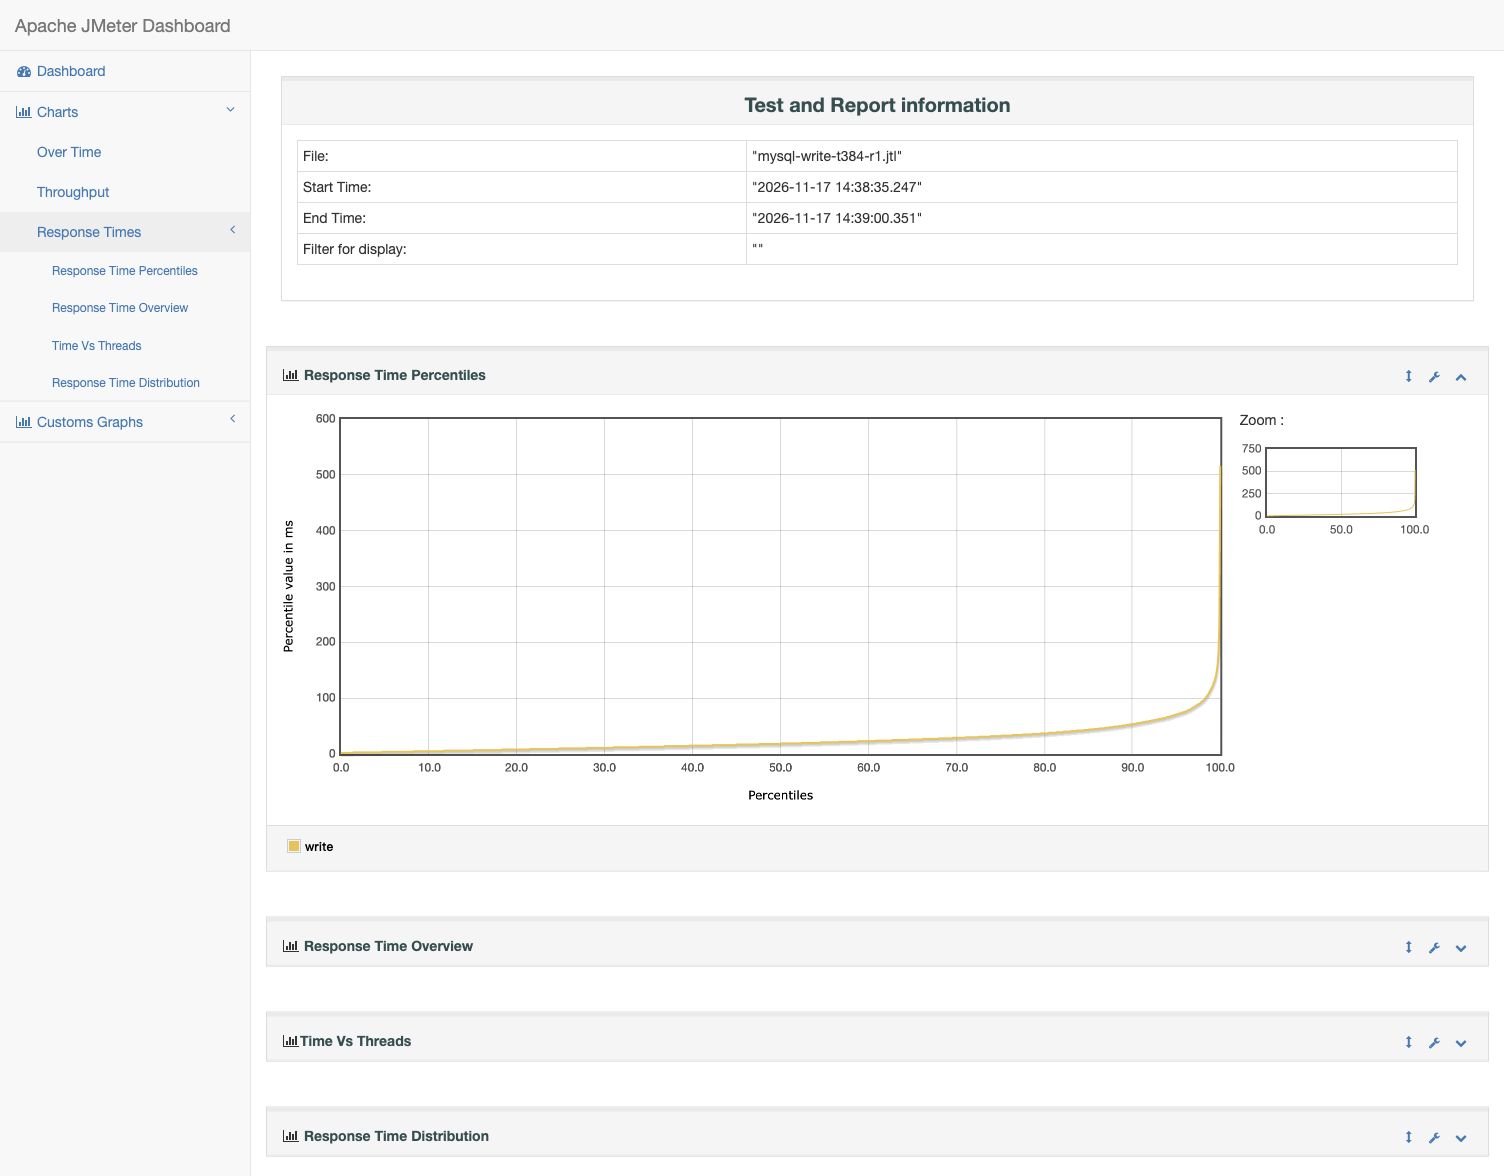 Apache JMeter Dashboard
Dashboard
Charts
Over Time
Throughput
Response Times
Response Time Percentiles
Response Time Overview
Time Vs Threads
Response Time Distribution
Customs Graphs
Test and Report information
File: "mysql-write-t384-r1.jtl"
Start Time: "2026-11-17 14:38:35.247"
End Time: "2026-11-17 14:39:00.351"
Filter for display: ""
Response Time Percentiles
600
500
400
300
200
100
0
Percentile value in ms
0.0 10.0 20.0 30.0 40.0 50.0 60.0 70.0 80.0 90.0 100.0
Percentiles
Zoom :
750
500
250
0
0.0 50.0 100.0
write
Response Time Overview
Time Vs Threads
Response Time Distribution